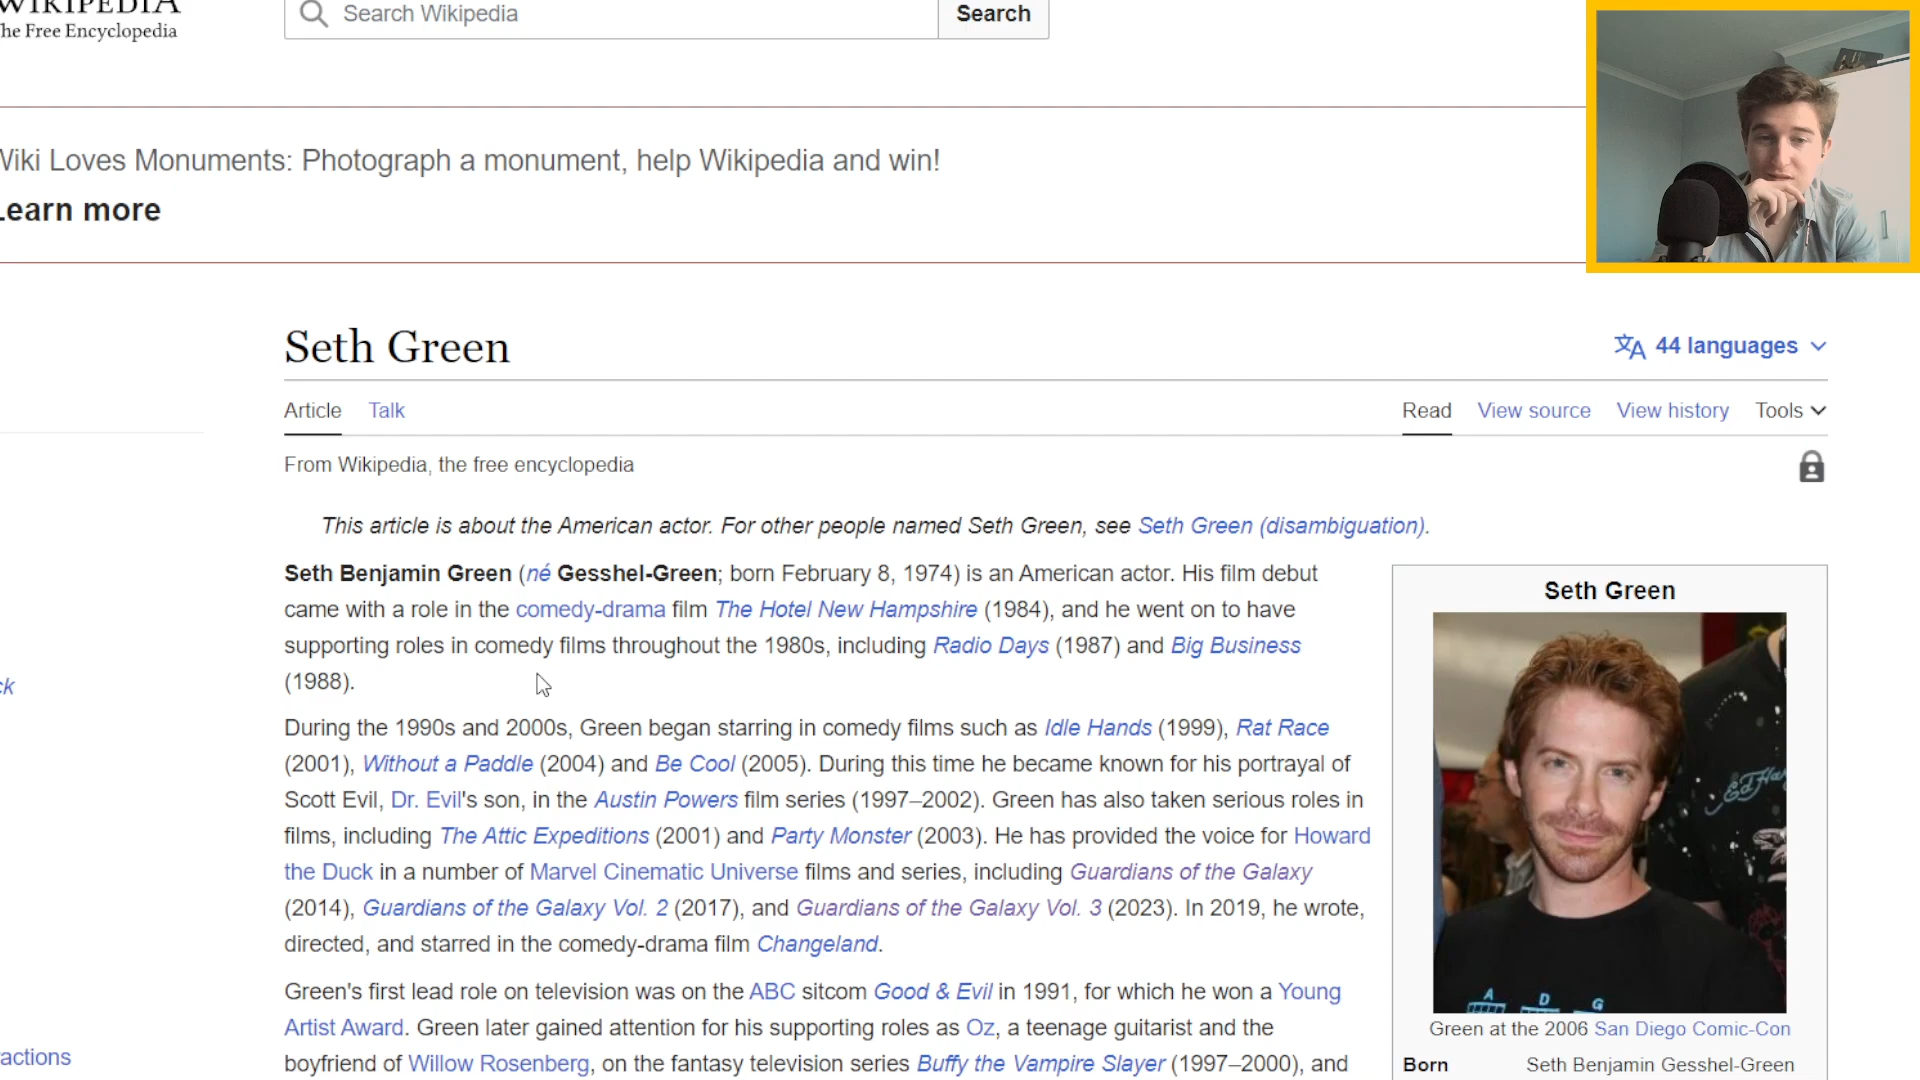 WIKIPEDIA
The Free Encyclopedia
Search Wikipedia
Search
Wiki Loves Monuments: Photograph a monument, help Wikipedia and win!
Learn more
Seth Green
44 languages
Article Talk
Read View source View history Tools
From Wikipedia, the free encyclopedia
This article is about the American actor. For other people named Seth Green, see Seth Green (disambiguation).
Seth Benjamin Green (né Gesshel-Green; born February 8, 1974) is an American actor. His film debut
came with a role in the comedy-drama film The Hotel New Hampshire (1984), and he went on to have
supporting roles in comedy films throughout the 1980s, including Radio Days (1987) and Big Business
(1988).
During the 1990s and 2000s, Green began starring in comedy films such as Idle Hands (1999), Rat Race
(2001), Without a Paddle (2004) and Be Cool (2005). During this time he became known for his portrayal of
Scott Evil, Dr. Evil's son, in the Austin Powers film series (1997–2002). Green has also taken serious roles in
films, including The Attic Expeditions (2001) and Party Monster (2003). He has provided the voice for Howard
the Duck in a number of Marvel Cinematic Universe films and series, including Guardians of the Galaxy
(2014), Guardians of the Galaxy Vol. 2 (2017), and Guardians of the Galaxy Vol. 3 (2023). In 2019, he wrote,
directed, and starred in the comedy-drama film Changeland.
Green's first lead role on television was on the ABC sitcom Good & Evil in 1991, for which he won a Young
Artist Award. Green later gained attention for his supporting roles as Oz, a teenage guitarist and the
boyfriend of Willow Rosenberg, on the fantasy television series Buffy the Vampire Slayer (1997–2000), and
Seth Green
A D G
Green at the 2006 San Diego Comic-Con
Born Seth Benjamin Gesshel-Green
ck
actions